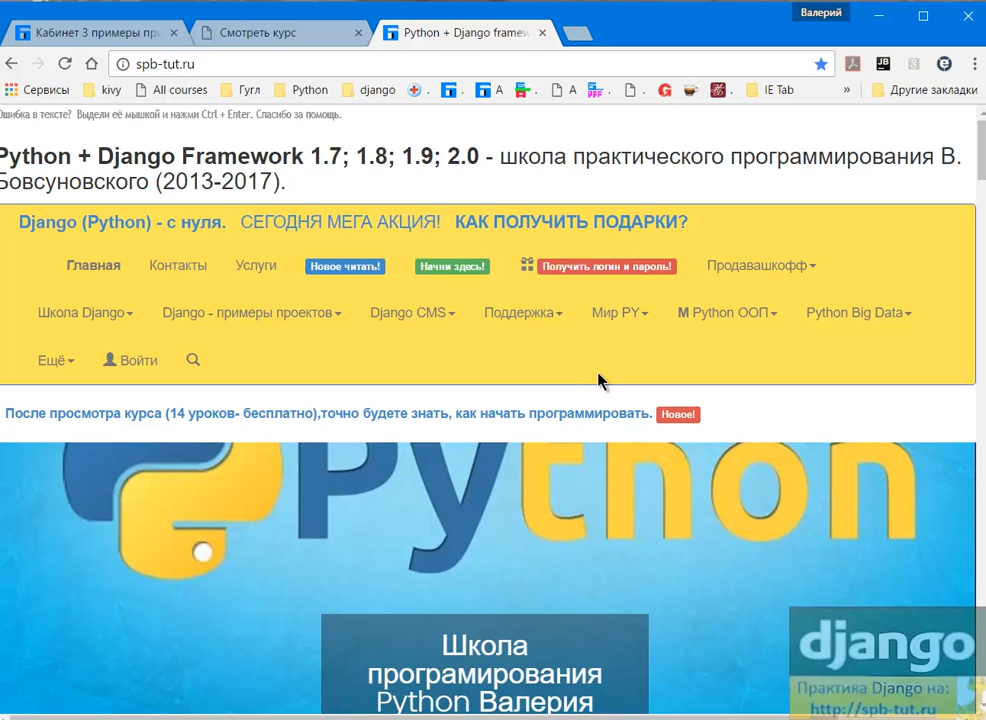 Валерий
Кабинет 3 примеры пр
Смотреть курс
Python + Django framew
spb-tut.ru
Сервисы kivy All courses Гугл Python django A A IE Tab » Другие закладки
Ошибка в тексте? Выдели её мышкой и нажми Ctrl + Enter. Спасибо за помощь.
Python + Django Framework 1.7; 1.8; 1.9; 2.0 - школа практического программирования В.
Бовсуновского (2013-2017).
Django (Python) - с нуля. СЕГОДНЯ МЕГА АКЦИЯ! КАК ПОЛУЧИТЬ ПОДАРКИ?
Главная Контакты Услуги Новое читать! Начни здесь! Получить логин и пароль! Продавашкофф
Школа Django Django - примеры проектов Django CMS Поддержка Мир PY M Python ООП Python Big Data
Ещё Войти
После просмотра курса (14 уроков- бесплатно),точно будете знать, как начать программировать. Новое!
Python
Школа
програмирования
Python Валерия
django
Практика Django на:
http://spb-tut.ru